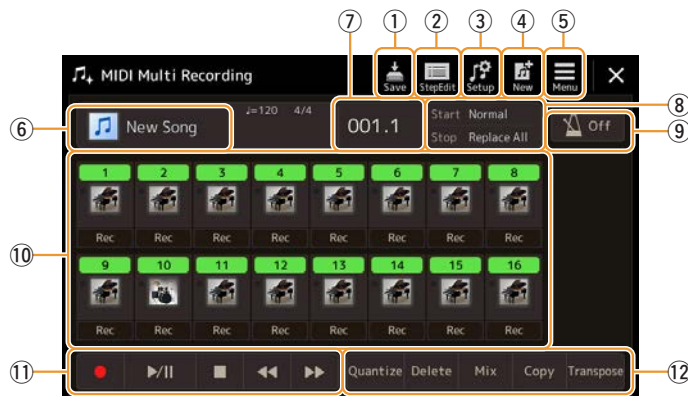 ① ② ③ ④ ⑤
⑦
MIDI Multi Recording
Save StepEdit Setup New Menu
⑧
⑥
New Song
♩=120 4/4
001.1
Start Normal
Stop Replace All
Off
⑨
1 2 3 4 5 6 7 8
Rec Rec Rec Rec Rec Rec Rec Rec
⑩
9 10 11 12 13 14 15 16
Rec Rec Rec Rec Rec Rec Rec Rec
⑪
Quantize Delete Mix Copy Transpose
⑫